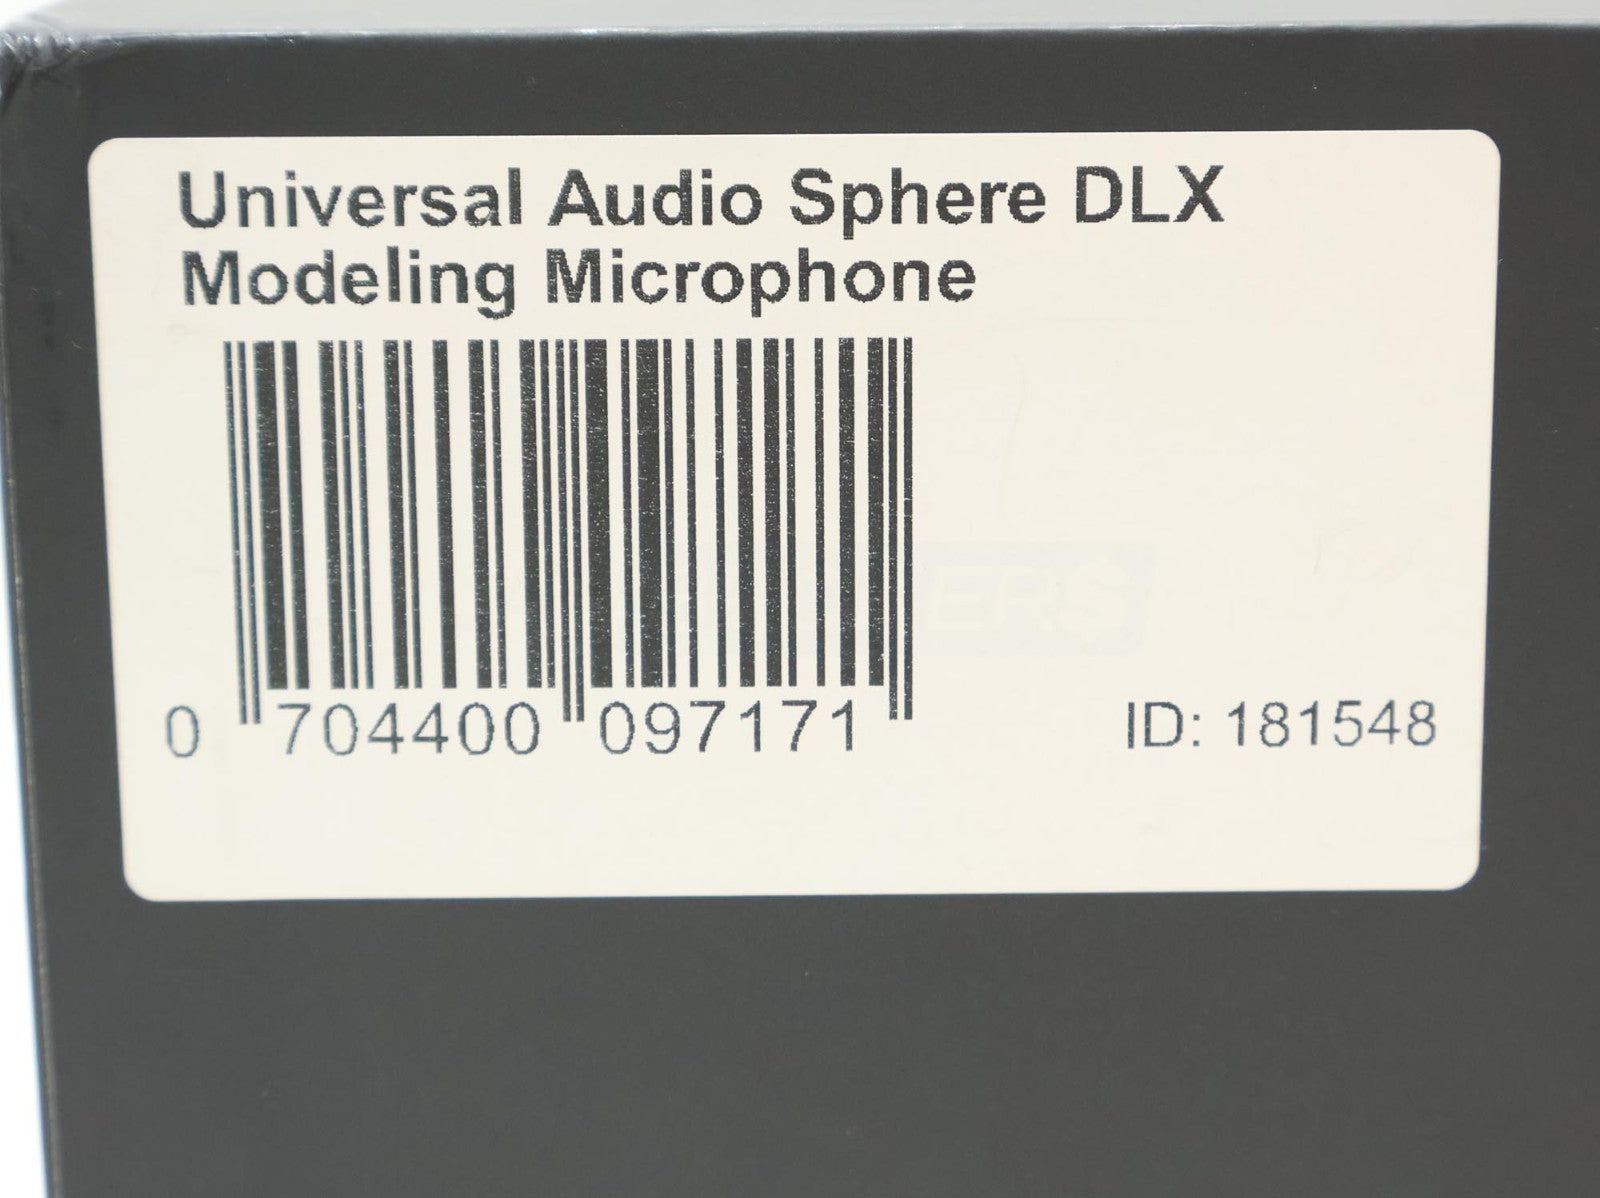 Universal Audio Sphere DLX
Modeling Microphone
0 704400 097171
ID: 181548